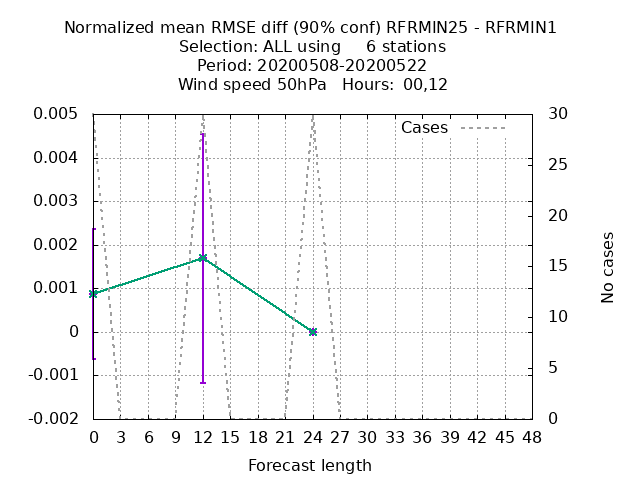 Normalized mean RMSE diff (90% conf) RFRMIN25 - RFRMIN1
Selection: ALL using     6 stations
Period: 20200508-20200522
Wind speed 50hPa   Hours:  00,12
Cases
0.005
0.004
0.003
0.002
0.001
0
-0.001
-0.002
30
25
20
15
10
5
0
No cases
0 3 6 9 12 15 18 21 24 27 30 33 36 39 42 45 48
Forecast length